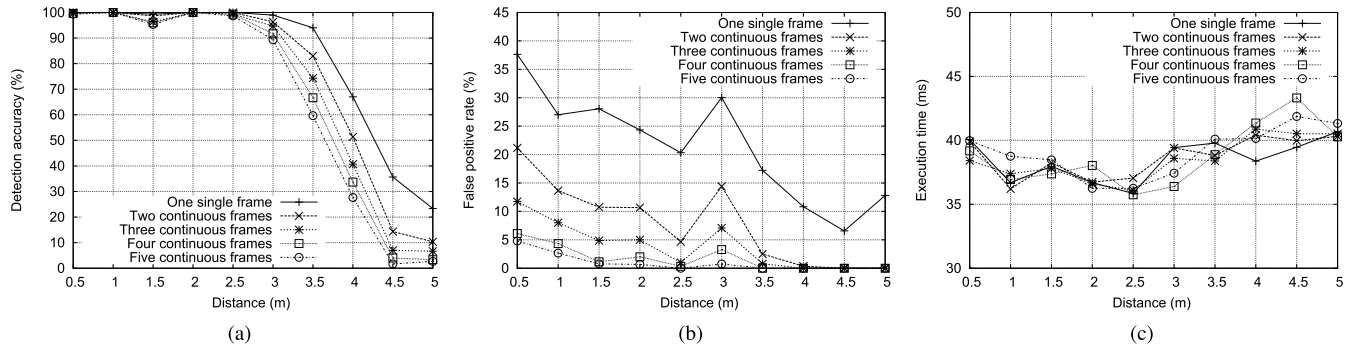 Detection accuracy (%)
100
90
80
70
60
50
40
30
20
10
0
One single frame
Two continuous frames
Three continuous frames
Four continuous frames
Five continuous frames
0.5 1 1.5 2 2.5 3 3.5 4 4.5 5
Distance (m)
(a)
False positive rate (%)
45
40
35
30
25
20
15
10
5
0
One single frame
Two continuous frames
Three continuous frames
Four continuous frames
Five continuous frames
0.5 1 1.5 2 2.5 3 3.5 4 4.5 5
Distance (m)
(b)
Execution time (ms)
50
45
40
35
30
One single frame
Two continuous frames
Three continuous frames
Four continuous frames
Five continuous frames
0.5 1 1.5 2 2.5 3 3.5 4 4.5 5
Distance (m)
(c)